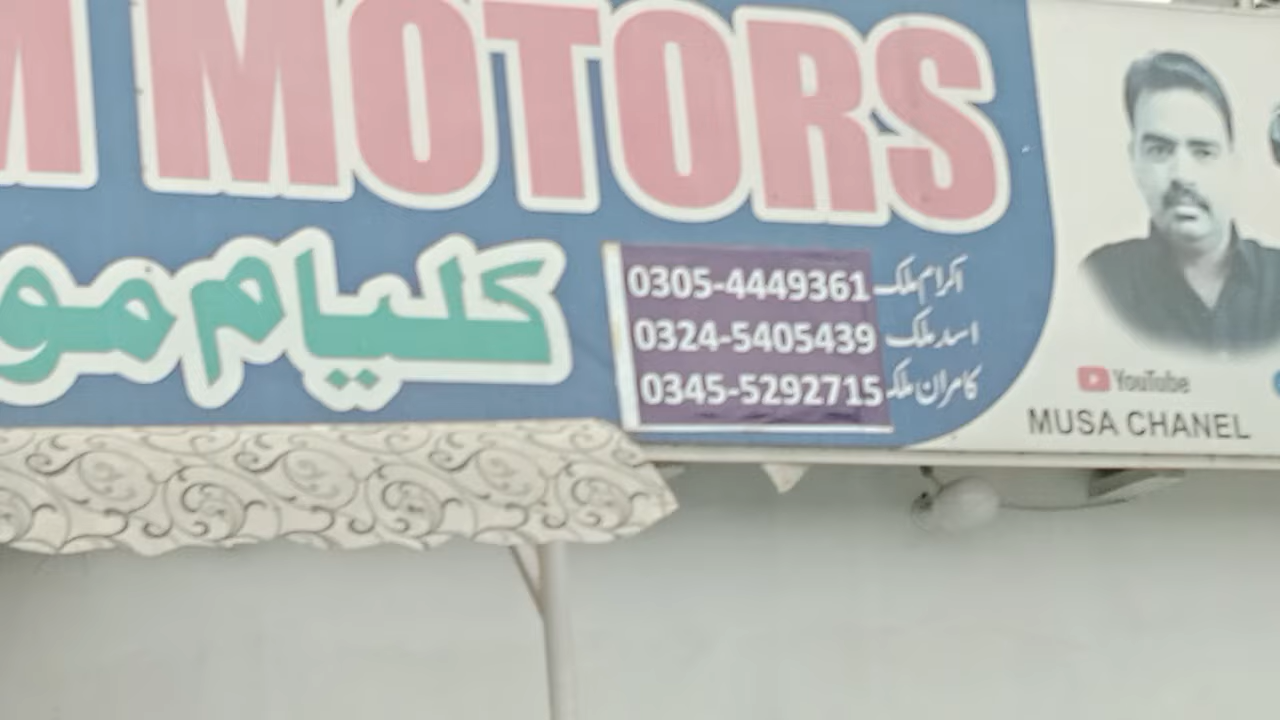 M MOTORS
کلیام مو
0305-4449361 اکرام ملک
0324-5405439 اسد ملک
0345-5292715 کامران ملک
YouTube
MUSA CHANEL